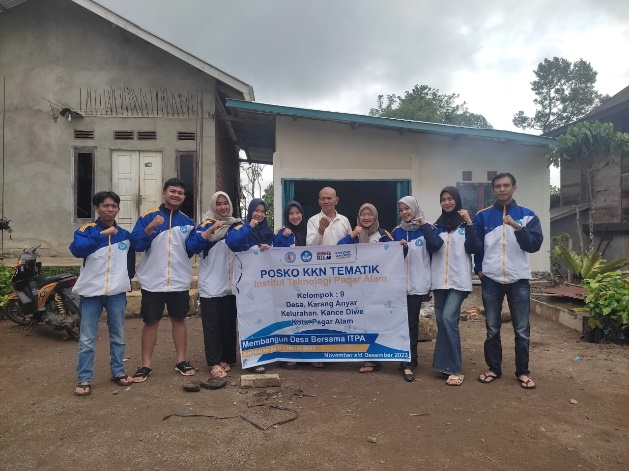 POSKO KKN TEMATIK
Institut Teknologi Pagar Alam
Kelompok : 9
Desa, Karang Anyar
Kelurahan, Kance Diwe
Kota Pagar Alam
Membangun Desa Bersama ITPA
November s/d Desember 2023